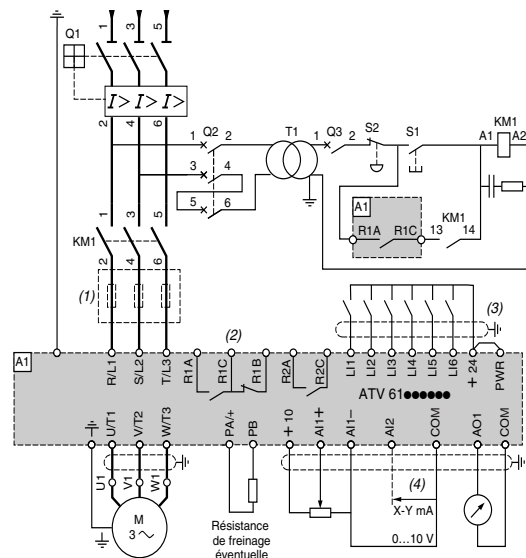 1 3 5
Q1
I> I> I>
2 4 6
1 Q2 2
3 4
5 6
T1
1 Q3 2
S2 S1
A1 KM1 A2
A1
R1A R1C
13 KM1 14
1 3 5
KM1
2 4 6
(1)
(2)
(3)
A1
R/L1 S/L2 T/L3 R1A R1C R1B R2A R2C LI1 LI2 LI3 LI4 LI5 LI6 + 24 PWR
ATV 61●●●●●●
U/T1 V/T2 W/T3 PA/+ PB + 10 AI1+ AI1– AI2 COM AO1 COM
U1 V1 W1
(4)
X-Y mA
0…10 V
M
3
Résistance
de freinage
éventuelle